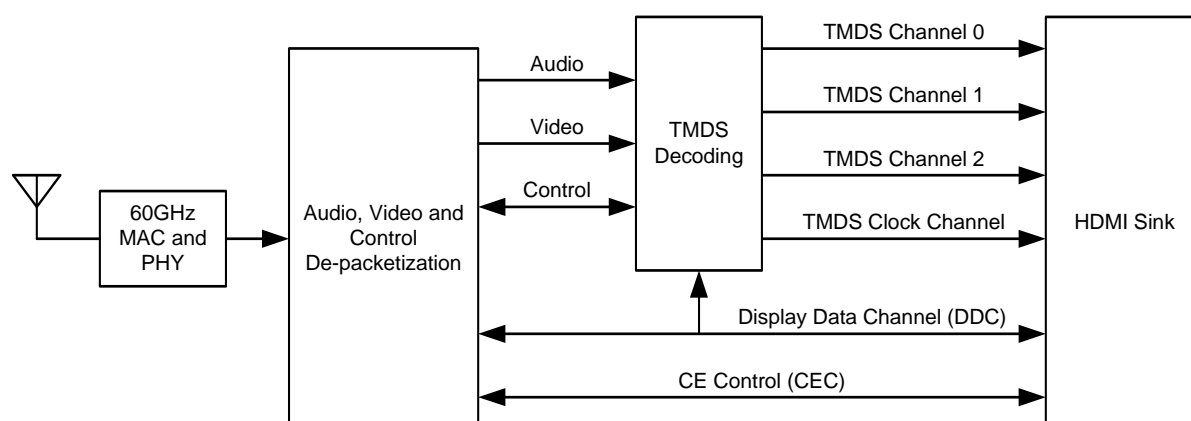 60GHz
MAC and
PHY
Audio, Video and
Control
De-packetization
Audio
Video
Control
TMDS
Decoding
TMDS Channel 0
TMDS Channel 1
TMDS Channel 2
TMDS Clock Channel
Display Data Channel (DDC)
CE Control (CEC)
HDMI Sink